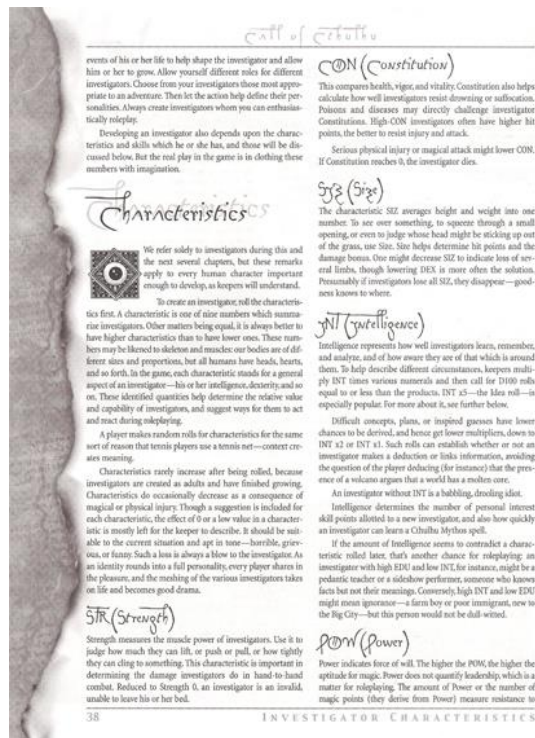 Call of Cthulhu
events of his or her life to help shape the investigator and allow
him or her to grow. Allow yourself different roles for different
investigators. Choose from your investigators those most appro-
priate to an adventure. Then let the action help define their per-
sonalities. Always create investigators whom you can enthusias-
tically roleplay.
Developing an investigator also depends upon the charac-
teristics and skills which he or she has, and those will be dis-
cussed below. But the real play in the game is in clothing these
numbers with imagination.
Characteristics
We refer solely to investigators during this and
the next several chapters, but these remarks
apply to every human character important
enough to develop, as keepers will understand.
To create an investigator, roll the characteris-
tics first. A characteristic is one of nine numbers which summa-
rize investigators. Other matters being equal, it is always better to
have higher characteristics than to have lower ones. These num-
bers may be likened to skeleton and muscles: our bodies are of dif-
ferent sizes and proportions, but all humans have heads, hearts,
and so forth. In the game, each characteristic stands for a general
aspect of an investigator—his or her intelligence, dexterity, and so
on. These identified quantities help determine the relative value
and capability of investigators, and suggest ways for them to act
and react during roleplaying.
A player makes random rolls for characteristics for the same
sort of reason that tennis players use a tennis net—context cre-
ates meaning.
Characteristics rarely increase after being rolled, because
investigators are created as adults and have finished growing.
Characteristics do occasionally decrease as a consequence of
magical or physical injury. Though a suggestion is included for
each characteristic, the effect of 0 or a low value in a character-
istic is mostly left for the keeper to describe. It should be suit-
able to the current situation and apt in tone—horrible, griev-
ous, or funny. Such a loss is always a blow to the investigator. As
an identity rounds into a full personality, every player shares in
the pleasure, and the meshing of the various investigators takes
on life and becomes good drama.
STR (Strength)
Strength measures the muscle power of investigators. Use it to
judge how much they can lift, or push or pull, or how tightly
they can cling to something. This characteristic is important in
determining the damage investigators do in hand-to-hand
combat. Reduced to Strength 0, an investigator is an invalid,
unable to leave his or her bed.
CON (Constitution)
This compares health, vigor, and vitality. Constitution also helps
calculate how well investigators resist drowning or suffocation.
Poisons and diseases may directly challenge investigator
Constitutions. High-CON investigators often have higher hit
points, the better to resist injury and attack.
Serious physical injury or magical attack might lower CON.
If Constitution reaches 0, the investigator dies.
SIZ (Size)
The characteristic SIZ averages height and weight into one
number. To see over something, to squeeze through a small
opening, or even to judge whose head might be sticking up out
of the grass, use Size. Size helps determine hit points and the
damage bonus. One might decrease SIZ to indicate loss of sev-
eral limbs, though lowering DEX is more often the solution.
Presumably if investigators lose all SIZ, they disappear—good-
ness knows to where.
INT (Intelligence)
Intelligence represents how well investigators learn, remember,
and analyze, and of how aware they are of that which is around
them. To help describe different circumstances, keepers multi-
ply INT times various numbers and then call for D100 rolls
equal to or less than the products. INT x5—the Idea roll—is
especially popular. For more about it, see further below.
Difficult concepts, plans, or inspired guesses have lower
chances to be derived, and hence get lower multipliers, down to
INT x2 or INT x1. Such rolls can establish whether or not an
investigator makes a deduction or links information, avoiding
the question of the player deducing (for instance) that the pres-
ence of a volcano argues that a world has a molten core.
An investigator without INT is a babbling, drooling idiot.
Intelligence determines the number of personal interest
skill points allotted to a new investigator, and also how quickly
an investigator can learn a Cthulhu Mythos spell.
If the amount of Intelligence seems to contradict a charac-
teristic rolled later, that's another chance for roleplaying: an
investigator with high EDU and low INT, for instance, might be a
pedantic teacher or a sideshow performer, someone who knows
facts but not their meanings. Conversely, high INT and low EDU
might mean ignorance—a farm boy or poor immigrant, new to
the Big City—but this person would not be dull-witted.
POW (Power)
Power indicates force of will. The higher the POW, the higher the
aptitude for magic. Power does not quantify leadership, which is a
matter for roleplaying. The amount of Power or the number of
magic points (they derive from Power) measure resistance to
38
INVESTIGATOR CHARACTERISTICS